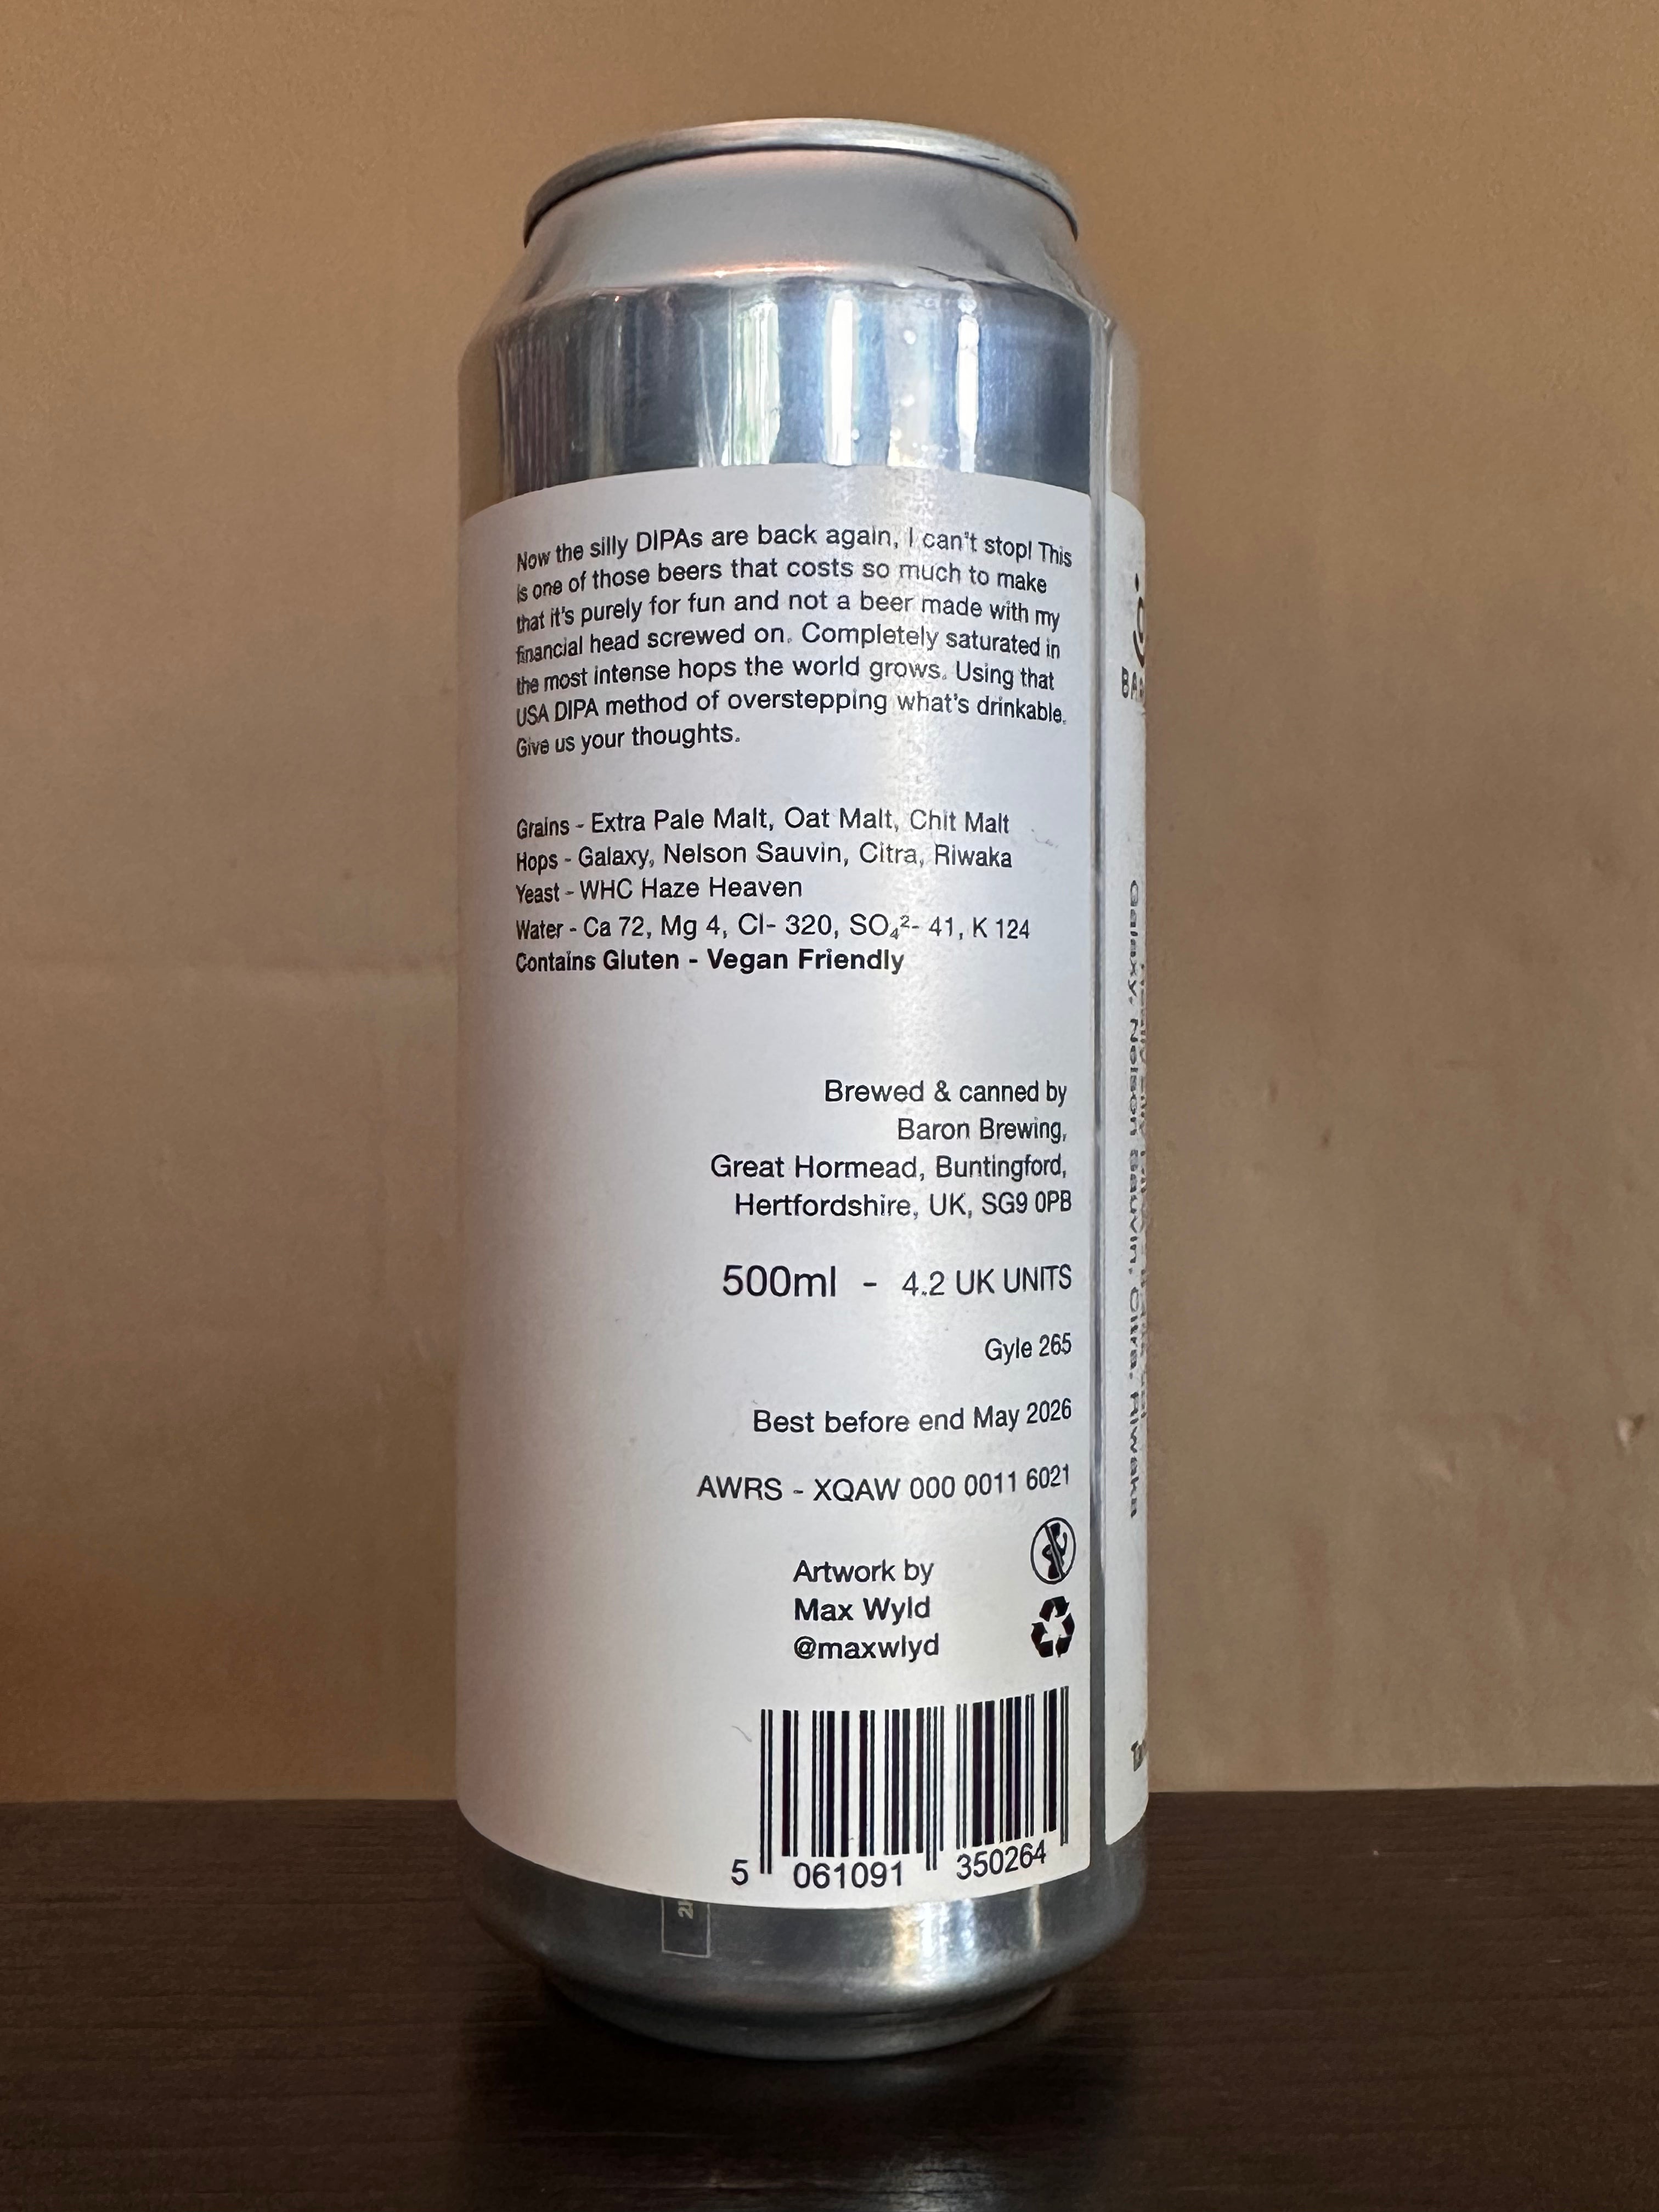 Now the silly DIPAs are back again, I can't stop! This
is one of those beers that costs so much to make
that it's purely for fun and not a beer made with my
financial head screwed on. Completely saturated in
the most intense hops the world grows. Using that
USA DIPA method of overstepping what's drinkable.
Give us your thoughts.
Grains - Extra Pale Malt, Oat Malt, Chit Malt
Hops - Galaxy, Nelson Sauvin, Citra, Riwaka
Yeast - WHC Haze Heaven
Water - Ca 72, Mg 4, Cl- 320, SO₄²- 41, K 124
Contains Gluten - Vegan Friendly
Brewed & canned by
Baron Brewing,
Great Hormead, Buntingford,
Hertfordshire, UK, SG9 0PB
500ml - 4.2 UK UNITS
Gyle 265
Best before end May 2026
AWRS - XQAW 000 0011 6021
Artwork by
Max Wyld
@maxwlyd
5 061091 350264
Galaxy, Nelson Sauvin, Citra, Riwaka